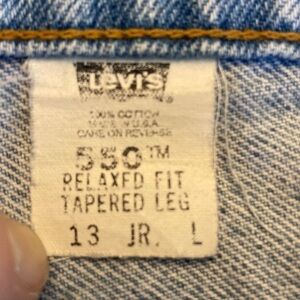 Levi's
100% COTTON
MADE IN U.S.A.
CARE ON REVERSE
550™
RELAXED FIT
TAPERED LEG
13 JR. L